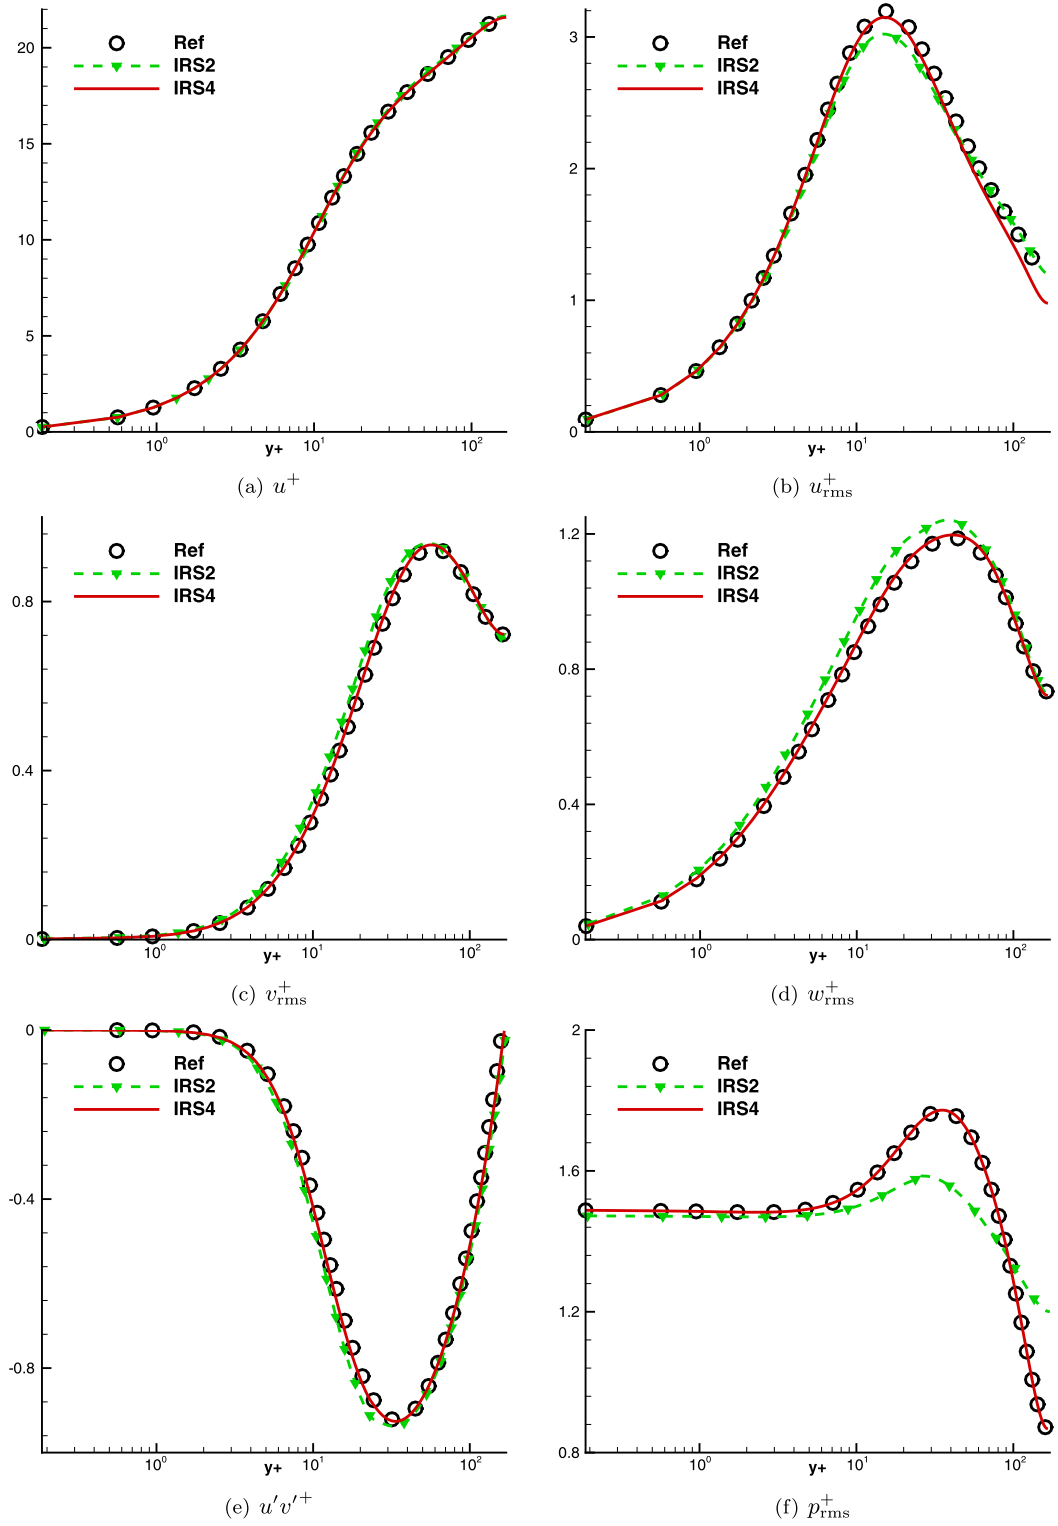 20
15
10
5
0
Ref
IRS2
IRS4
10⁰
y+
10¹
10²
(a) u⁺
3
2
1
0
Ref
IRS2
IRS4
10⁰
10¹
y+
10²
(b) u⁺rms
0.8
0.4
0
Ref
IRS2
IRS4
10⁰
y+
10¹
10²
(c) v⁺rms
1.2
0.8
0.4
0
Ref
IRS2
IRS4
10⁰
y+
10¹
10²
(d) w⁺rms
0
-0.4
-0.8
Ref
IRS2
IRS4
10⁰
y+
10¹
10²
(e) u′v′⁺
2
1.6
1.2
0.8
Ref
IRS2
IRS4
10⁰
y+
10¹
10²
(f) p⁺rms